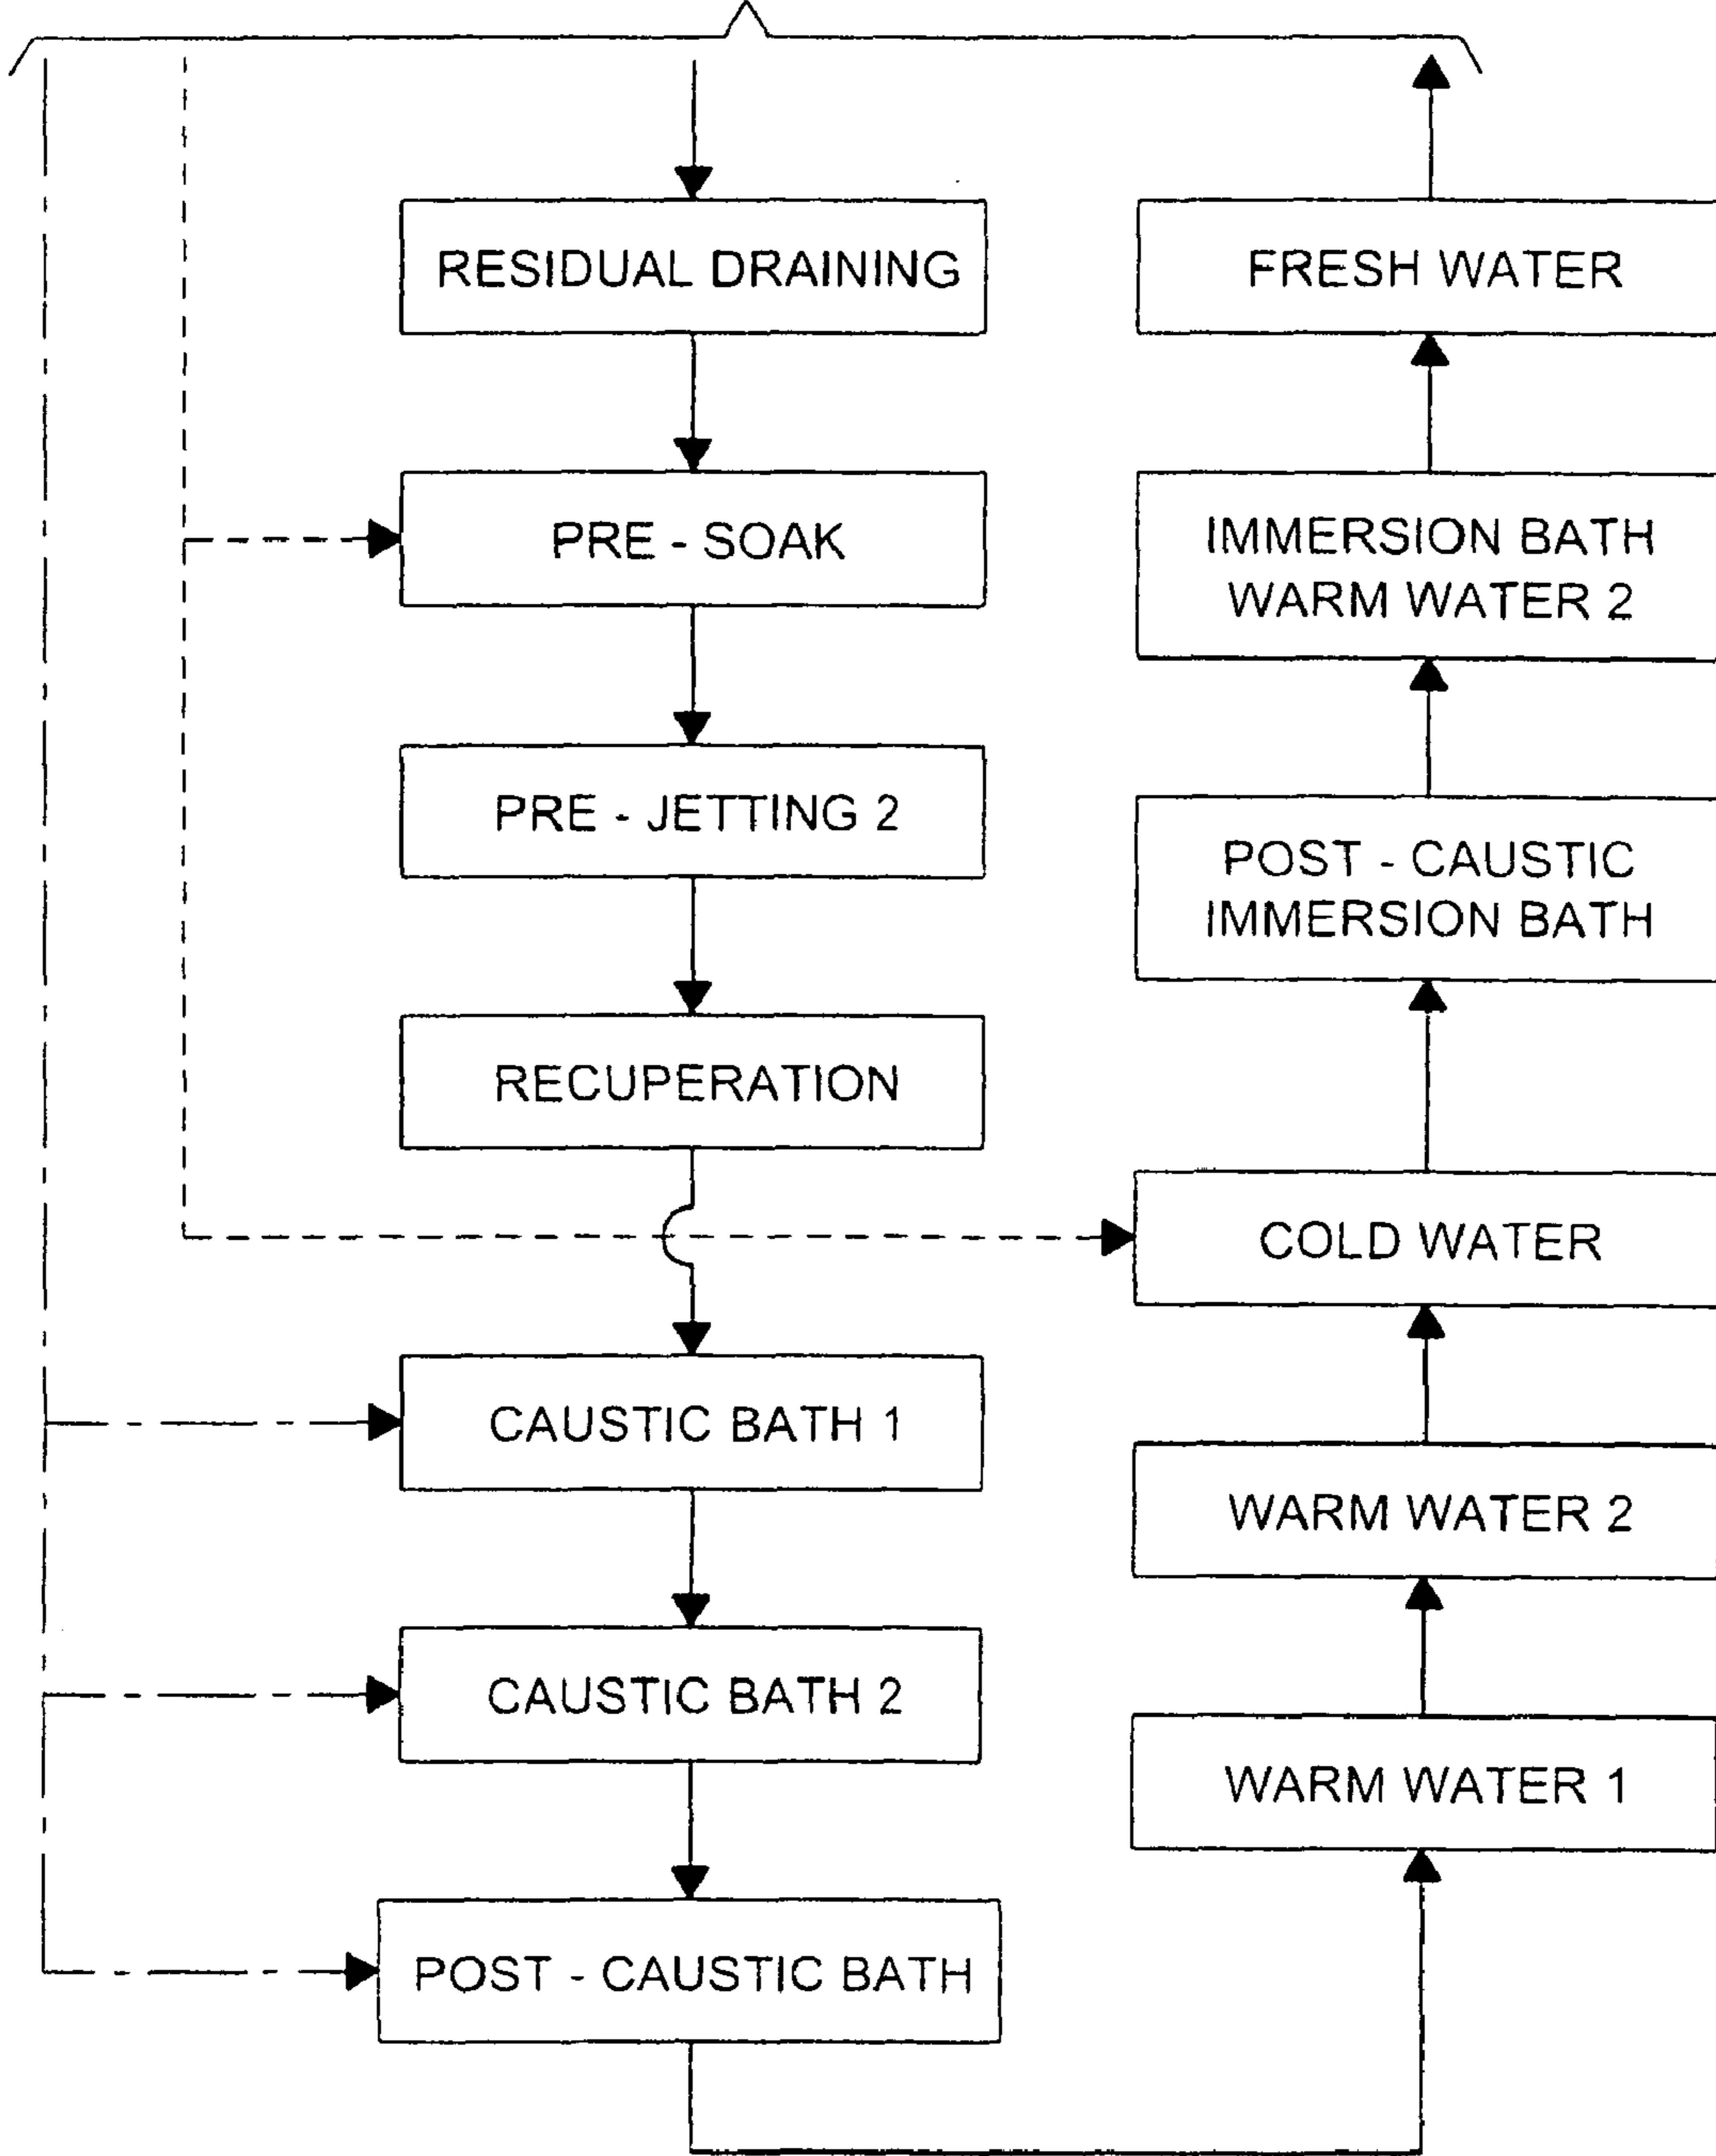 RESIDUAL DRAINING
PRE - SOAK
PRE - JETTING 2
RECUPERATION
CAUSTIC BATH 1
CAUSTIC BATH 2
POST - CAUSTIC BATH
FRESH WATER
IMMERSION BATH
WARM WATER 2
POST - CAUSTIC
IMMERSION BATH
COLD WATER
WARM WATER 2
WARM WATER 1